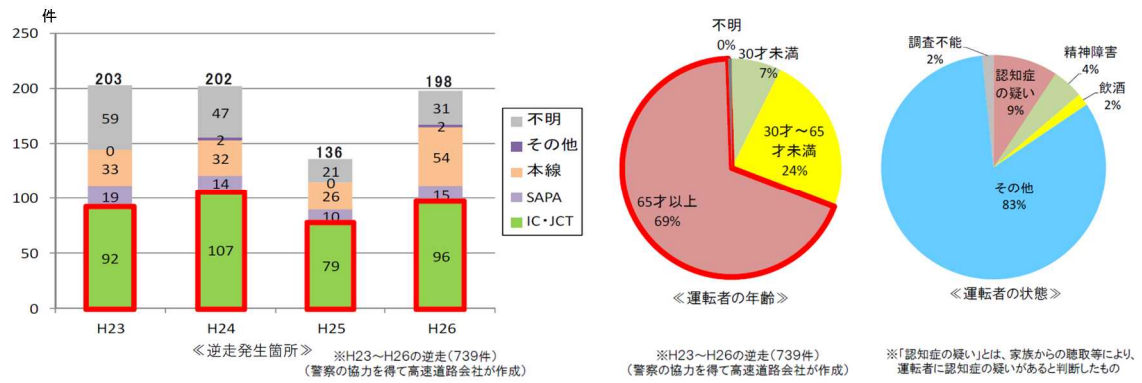 件
250
200
150
100
50
0
203
59
0
33
19
92
202
47
2
32
14
107
136
21
0
26
10
79
198
31
2
54
15
96
H23
H24
H25
H26
不明
その他
本線
SAPA
IC・JCT
≪逆走発生箇所≫
※H23～H26の逆走(739件)
(警察の協力を得て高速道路会社が作成)
不明
0%
30才未満
7%
30才～65
才未満
24%
65才以上
69%
≪運転者の年齢≫
※H23～H26の逆走(739件)
(警察の協力を得て高速道路会社が作成)
調査不能
2%
認知症
の疑い
9%
精神障害
4%
飲酒
2%
その他
83%
≪運転者の状態≫
※「認知症の疑い」とは、家族からの聴取等により、
運転者に認知症の疑いがあると判断したもの